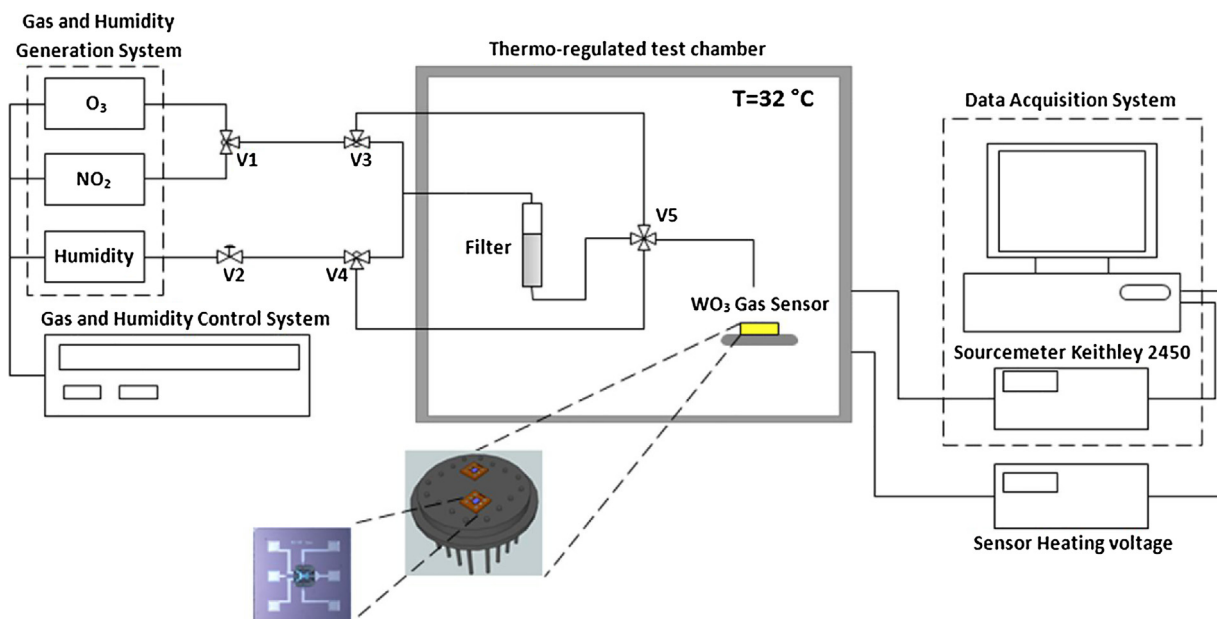 Gas and Humidity
Generation System
O₃
NO₂
Humidity
V1
V2
V3
V4
Gas and Humidity Control System
Thermo-regulated test chamber
T=32 °C
Filter
V5
WO₃ Gas Sensor
Data Acquisition System
Sourcemeter Keithley 2450
Sensor Heating voltage